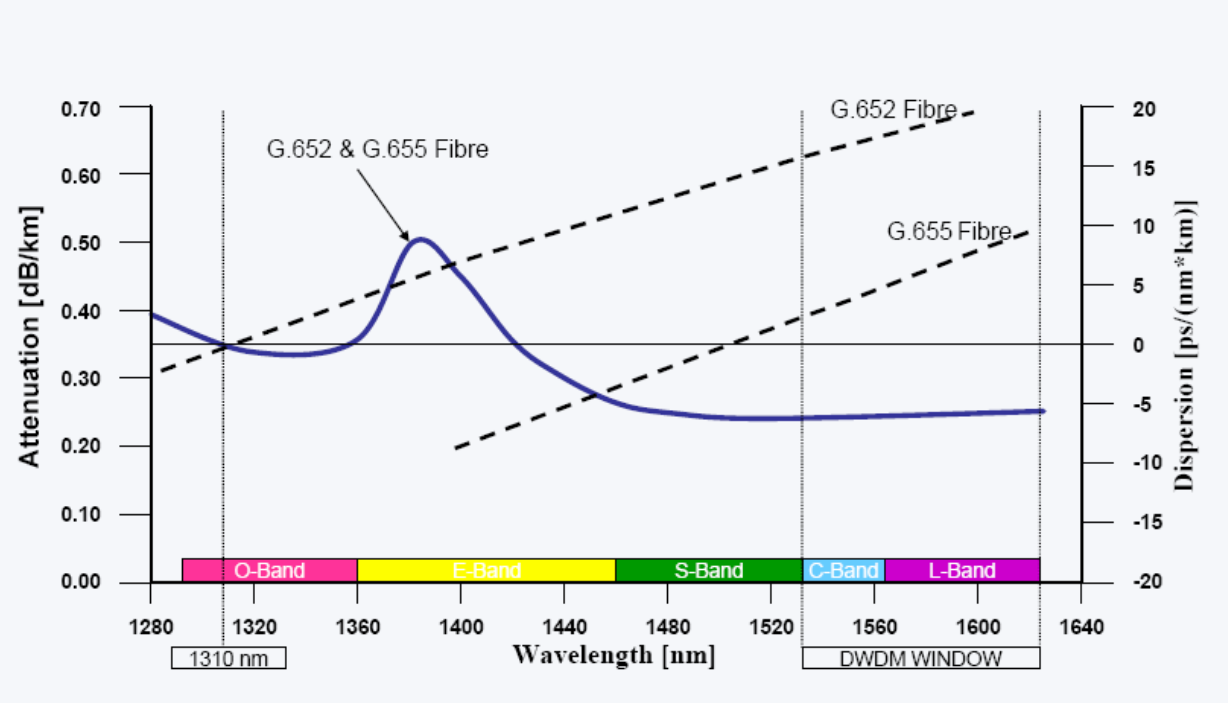 0.70
0.60
0.50
0.40
0.30
0.20
0.10
0.00
Attenuation [dB/km]
G.652 & G.655 Fibre
G.652 Fibre
G.655 Fibre
20
15
10
5
0
-5
-10
-15
-20
Dispersion [ps/(nm*km)]
O-Band E-Band S-Band C-Band L-Band
1280 1320 1360 1400 1440 1480 1520 1560 1600 1640
1310 nm Wavelength [nm] DWDM WINDOW